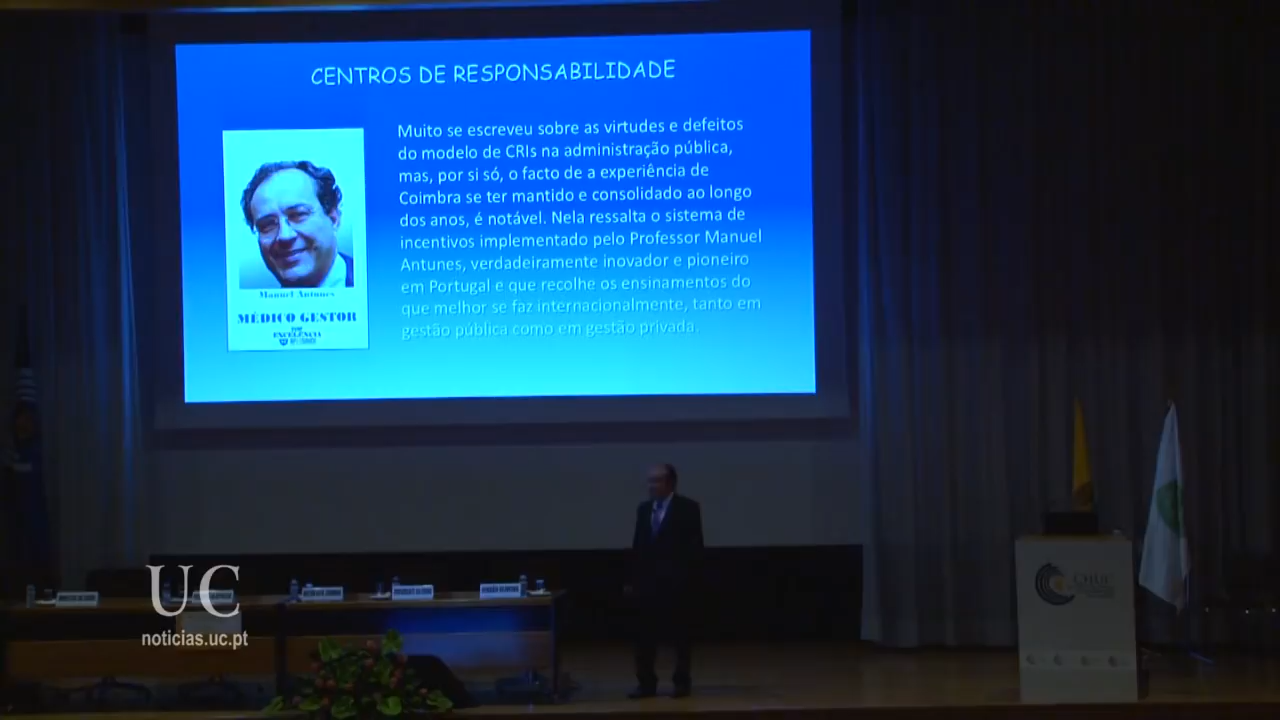 CENTROS DE RESPONSABILIDADE
Muito se escreveu sobre as virtudes e defeitos
do modelo de CRIs na administração pública,
mas, por si só, o facto de a experiência de
Coimbra se ter mantido e consolidado ao longo
dos anos, é notável. Nela ressalta o sistema de
incentivos implementado pelo Professor Manuel
Antunes, verdadeiramente inovador e pioneiro
em Portugal e que recolhe os ensinamentos do
que melhor se faz internacionalmente, tanto em
gestão pública como em gestão privada.
Manuel Antunes
MÉDICO GESTOR
EXCELÊNCIA
UC
noticias.uc.pt
CHUC